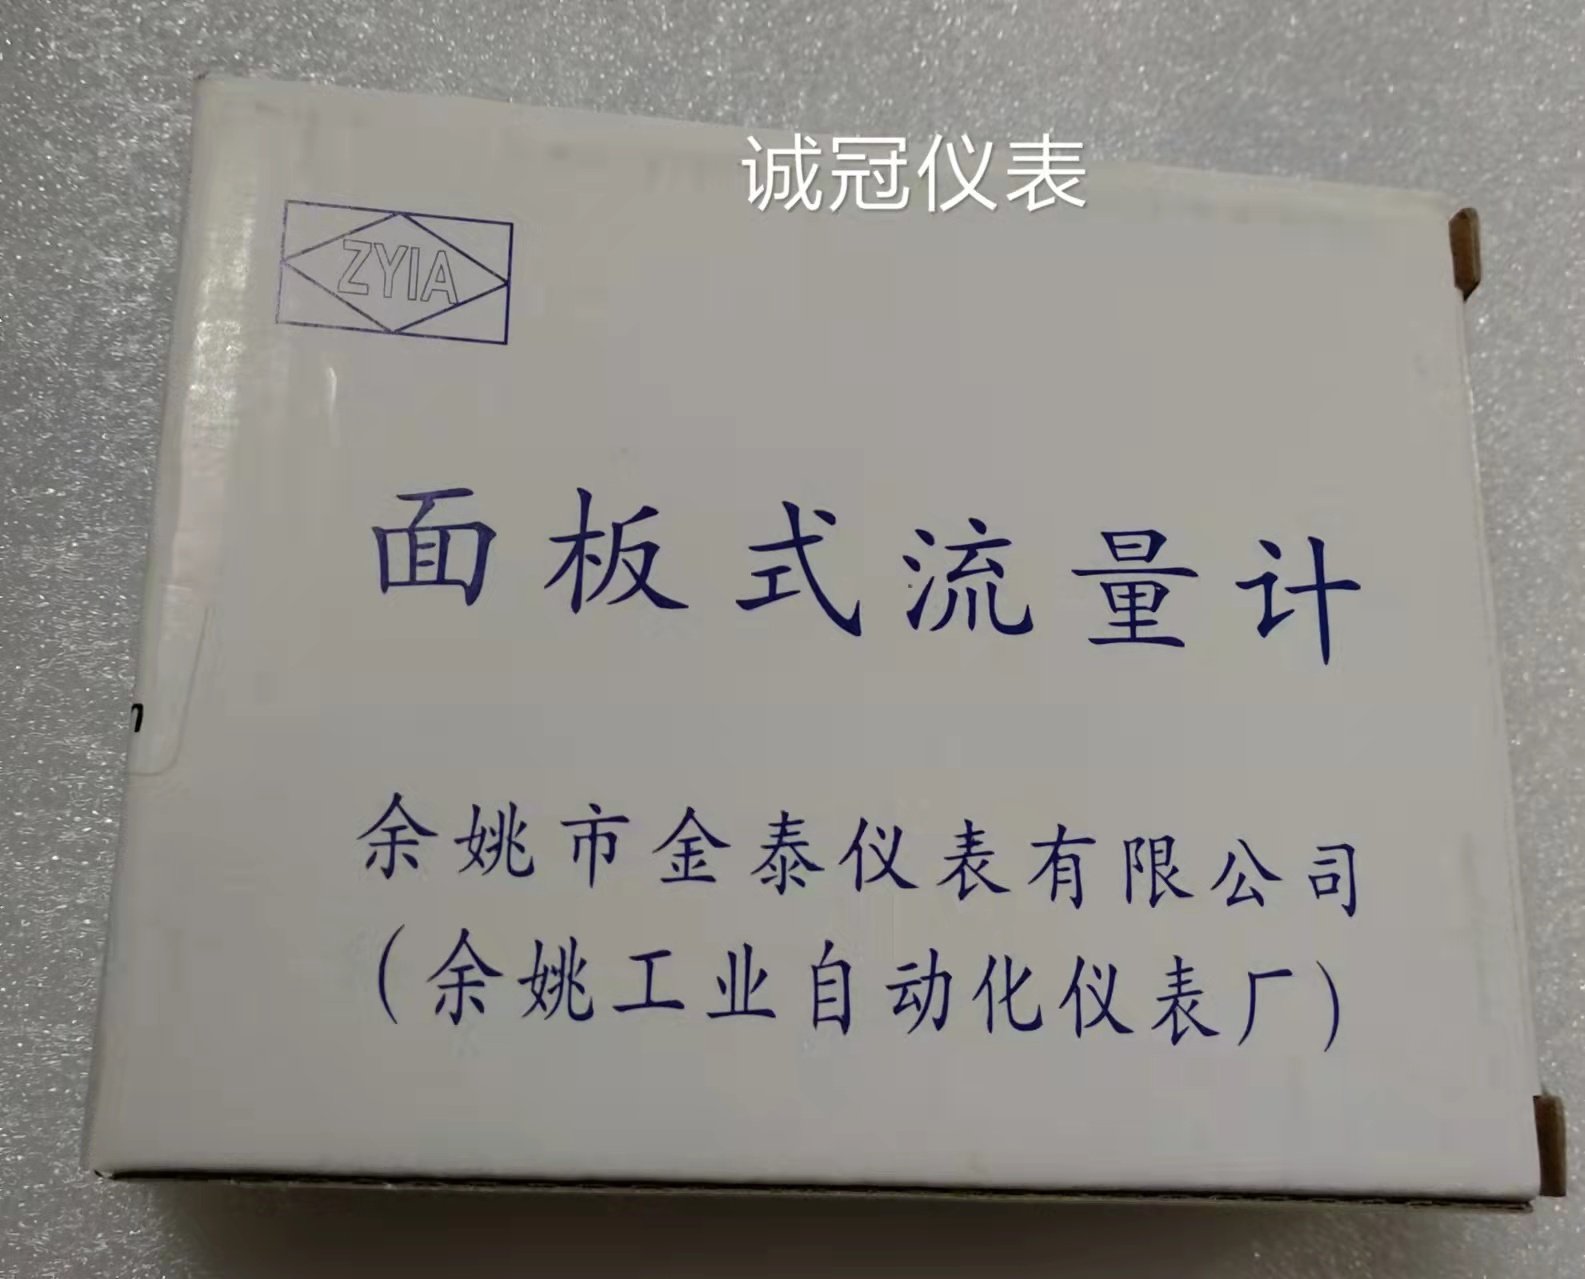 诚冠仪表
ZYIA
面板式流量计
余姚市金泰仪表有限公司
(余姚工业自动化仪表厂)